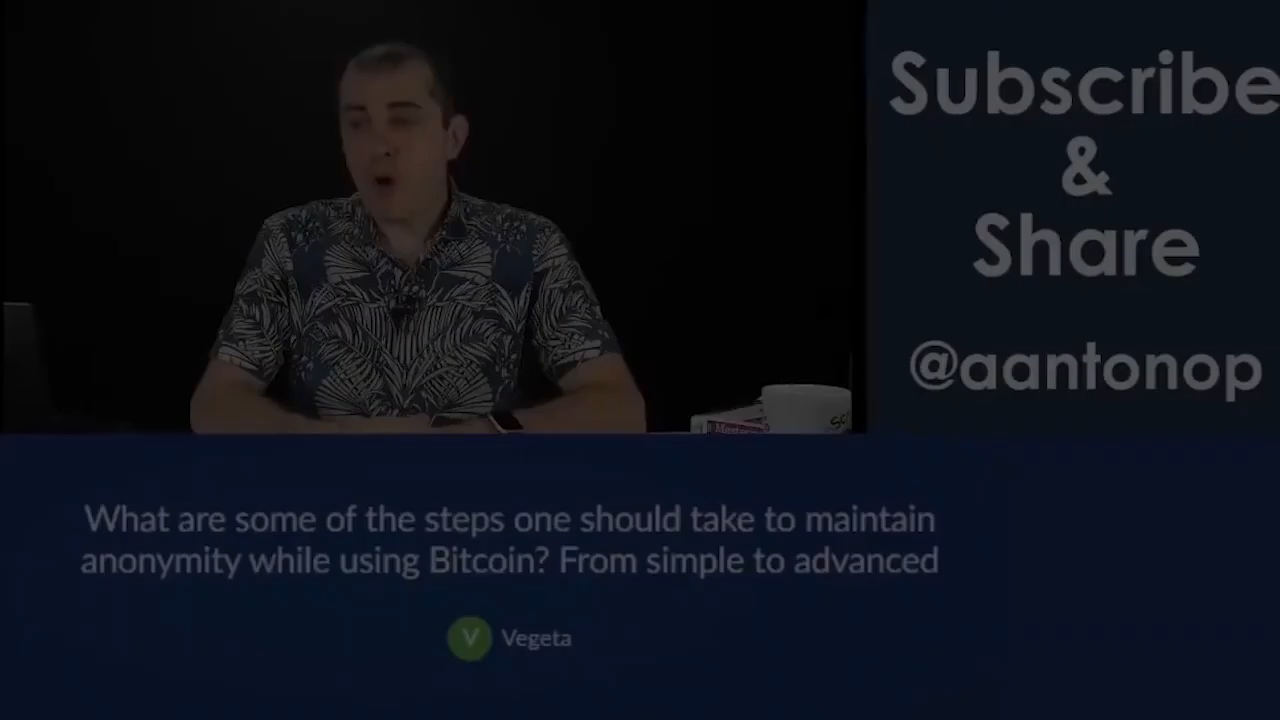 Subscribe
&
Share
@aantonop
What are some of the steps one should take to maintain
anonymity while using Bitcoin? From simple to advanced
V Vegeta